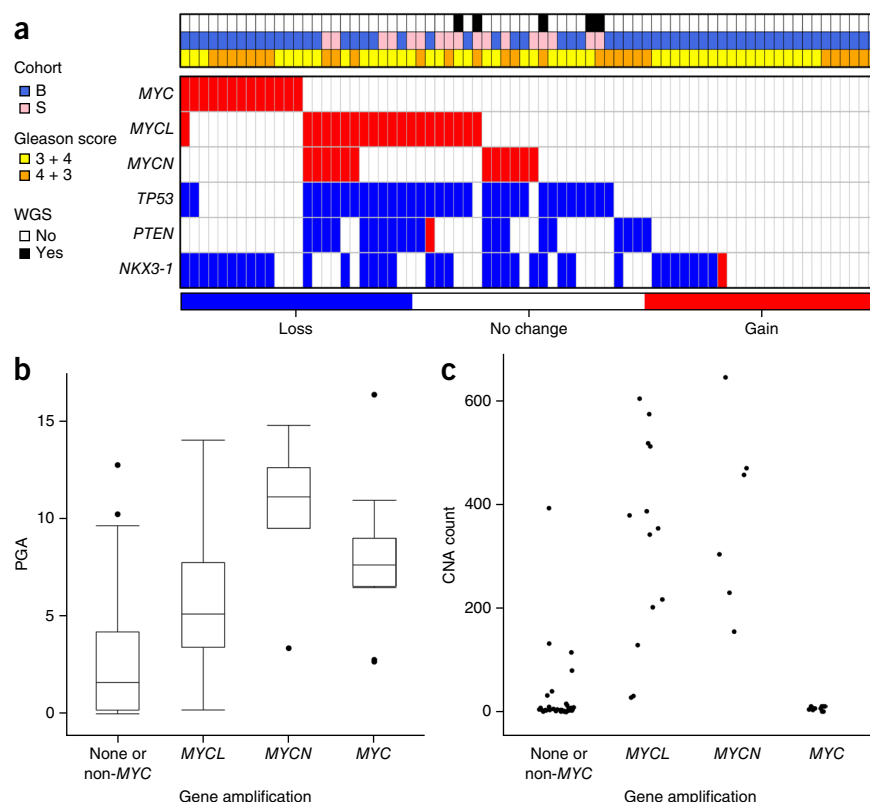 a
Cohort
B
S
Gleason score
3 + 4
4 + 3
WGS
No
Yes
MYC
MYCL
MYCN
TP53
PTEN
NKX3-1
Loss
No change
Gain
b
PGA
15
10
5
0
None or
non-MYC
MYCL
MYCN
MYC
Gene amplification
c
CNA count
600
400
200
0
None or
non-MYC
MYCL
MYCN
MYC
Gene amplification